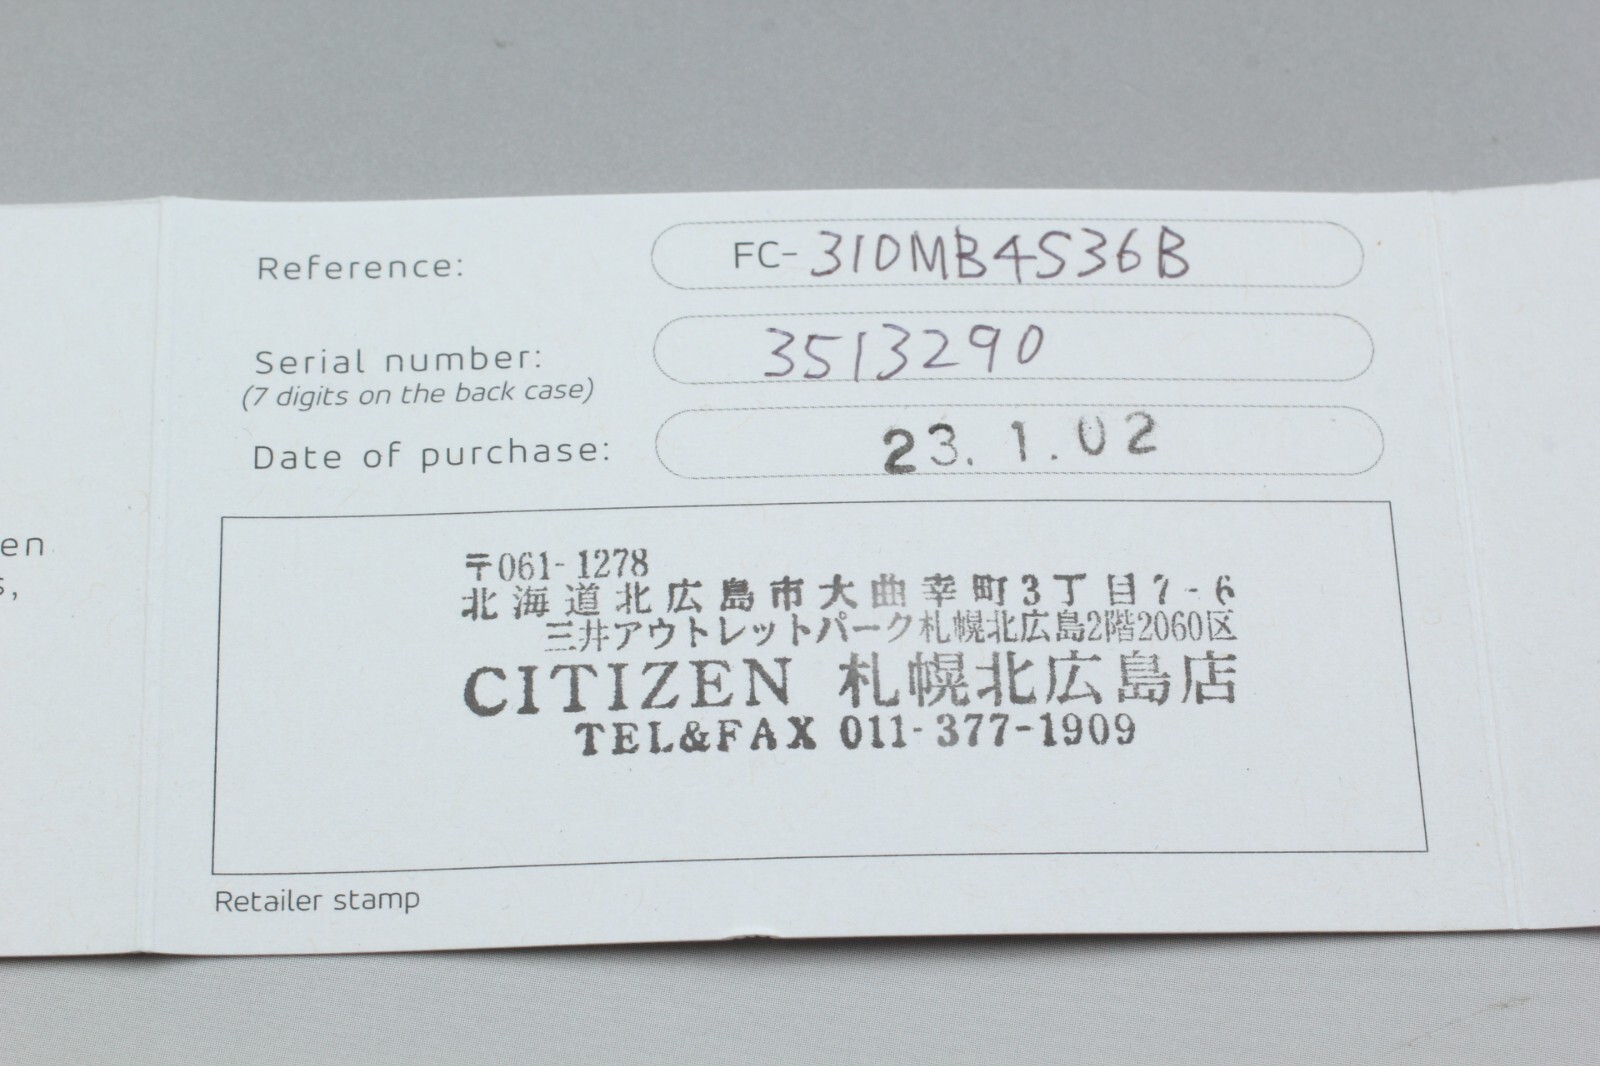 Reference: FC-310MB4S36B
Serial number: 3513290
(7 digits on the back case)
Date of purchase: 23.1.02
en
s,
〒061-1278
北海道北広島市大曲幸町3丁目7-6
三井アウトレットパーク札幌北広島2階2060区
CITIZEN 札幌北広島店
TEL&FAX 011-377-1909
Retailer stamp